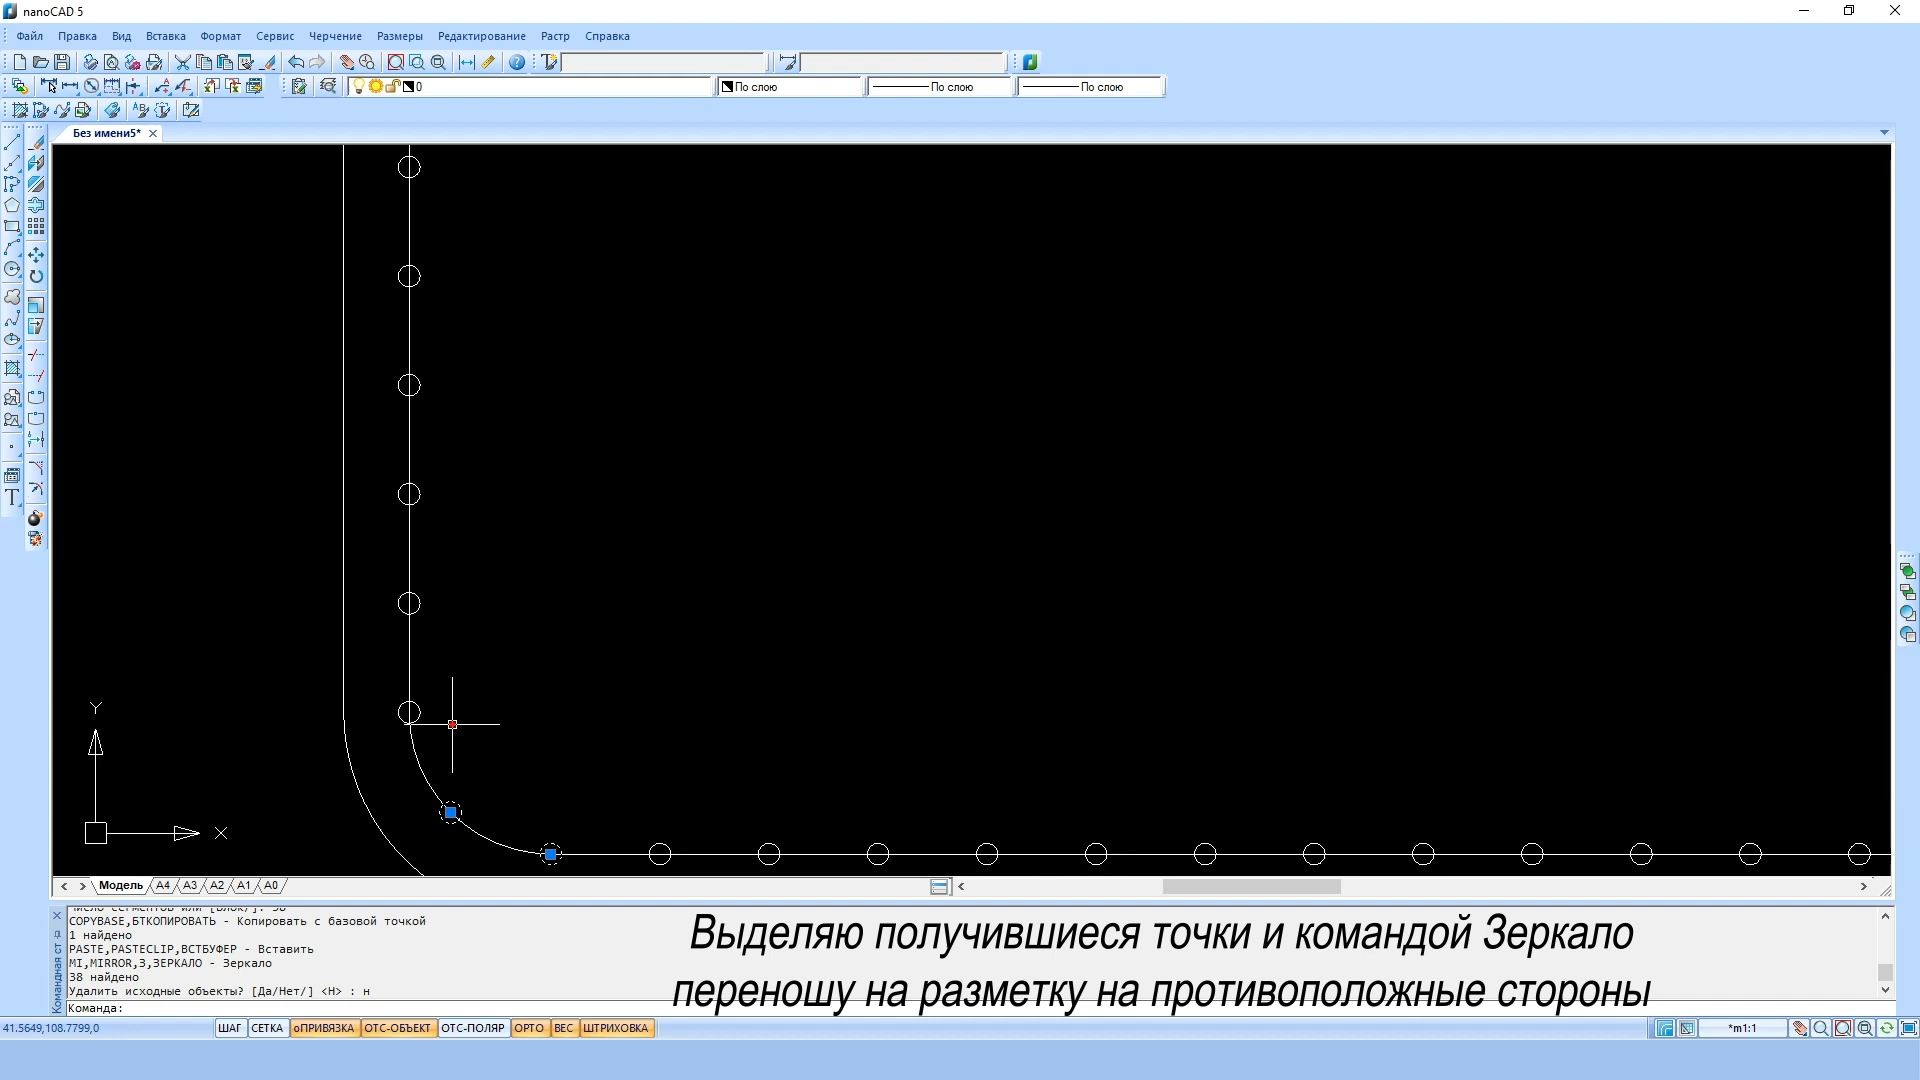 nanoCAD 5
Файл Правка Вид Вставка Формат Сервис Черчение Размеры Редактирование Растр Справка
0 По слою По слою По слою
Без имени5*
Y
X
Модель A4 A3 A2 A1 A0
COPYBASE,БТКОПИРОВАТЬ - Копировать с базовой точкой
1 найдено
PASTE,PASTECLIP,ВСТБУФЕР - Вставить
MI,MIRROR,З,ЗЕРКАЛО - Зеркало
38 найдено
Удалить исходные объекты? [Да/Нет/] <Н> : н
Команда:
Командная ст
Выделяю получившиеся точки и командой Зеркало
переношу на разметку на противоположные стороны
41.5649,108.7799,0 ШАГ СЕТКА оПРИВЯЗКА ОТС-ОБЪЕКТ ОТС-ПОЛЯР ОРТО ВЕС ШТРИХОВКА *m1:1